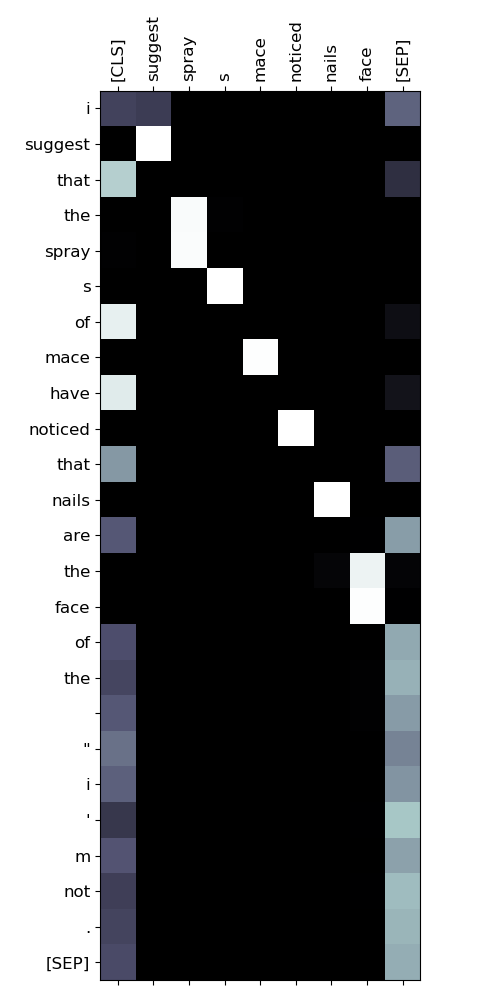 [CLS] suggest spray s mace noticed nails face [SEP]
i
suggest
that
the
spray
s
of
mace
have
noticed
that
nails
are
the
face
of
the
"
i
'
m
not
.
[SEP]